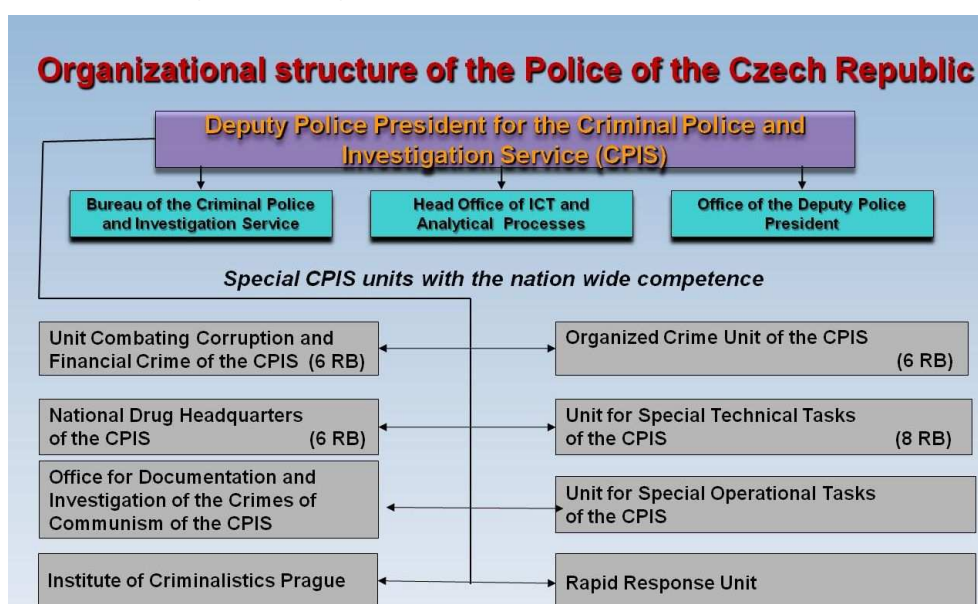 Organizational structure of the Police of the Czech Republic
Deputy Police President for the Criminal Police and
Investigation Service (CPIS)
Bureau of the Criminal Police
and Investigation Service
Head Office of ICT and
Analytical Processes
Office of the Deputy Police
President
Special CPIS units with the nation wide competence
Unit Combating Corruption and
Financial Crime of the CPIS (6 RB)
Organized Crime Unit of the CPIS
(6 RB)
National Drug Headquarters
of the CPIS (6 RB)
Unit for Special Technical Tasks
of the CPIS (8 RB)
Office for Documentation and
Investigation of the Crimes of
Communism of the CPIS
Unit for Special Operational Tasks
of the CPIS
Institute of Criminalistics Prague
Rapid Response Unit